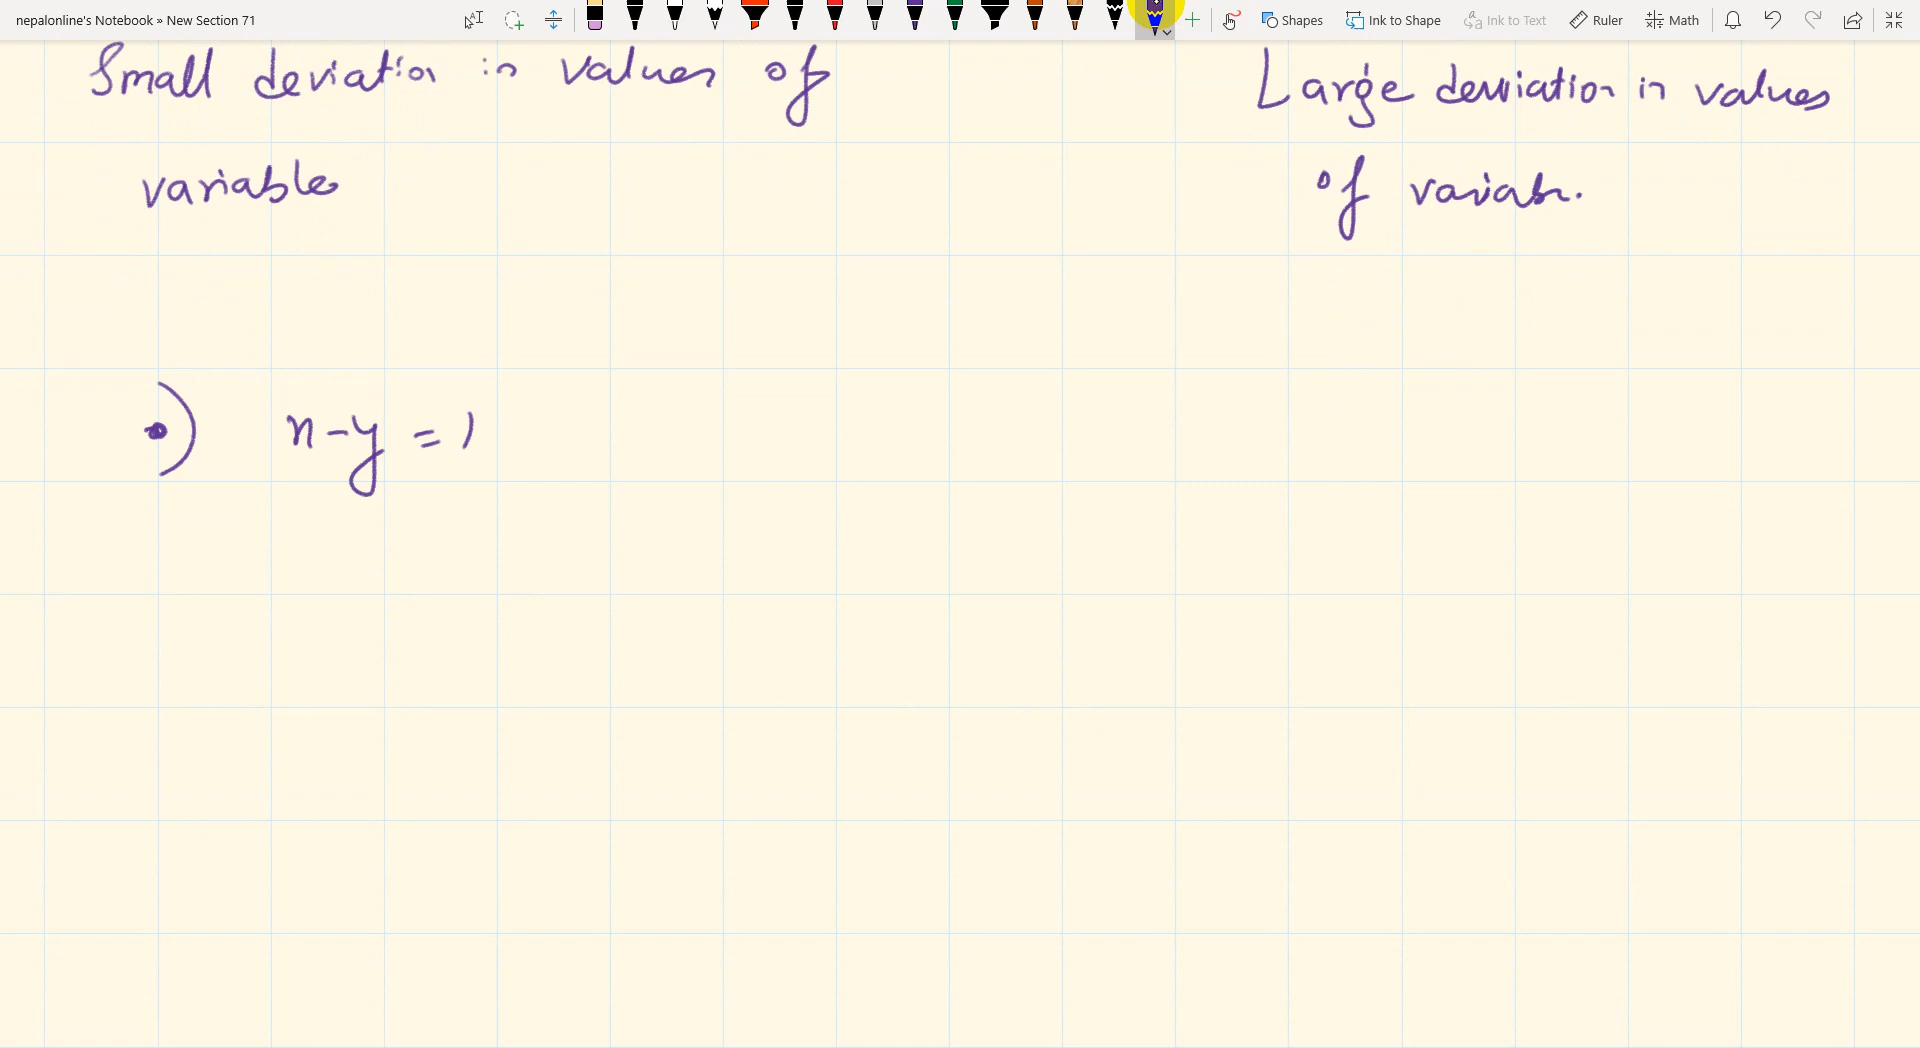 nepalonline's Notebook » New Section 71
Shapes Ink to Shape Ink to Text Ruler Math
Small deviation in values of
variable
Large deviation in values
of variab.
x-y = 1